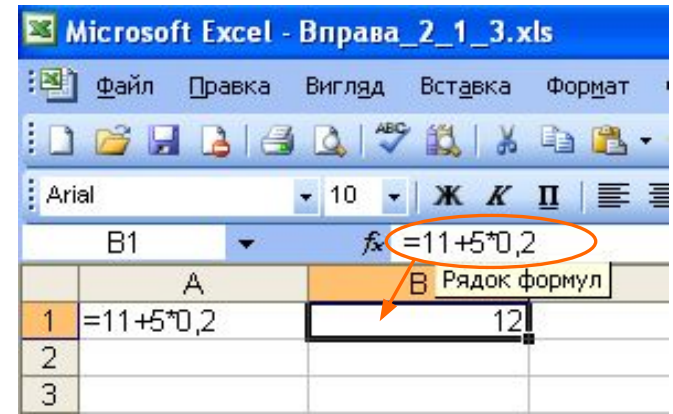 Microsoft Excel - Вправа_2_1_3.xls
Файл Правка Вигляд Вставка Формат
ABC
Arial 10 Ж К П
B1 fx =11+5*0,2
A B Рядок формул
1 =11+5*0,2 12
2
3